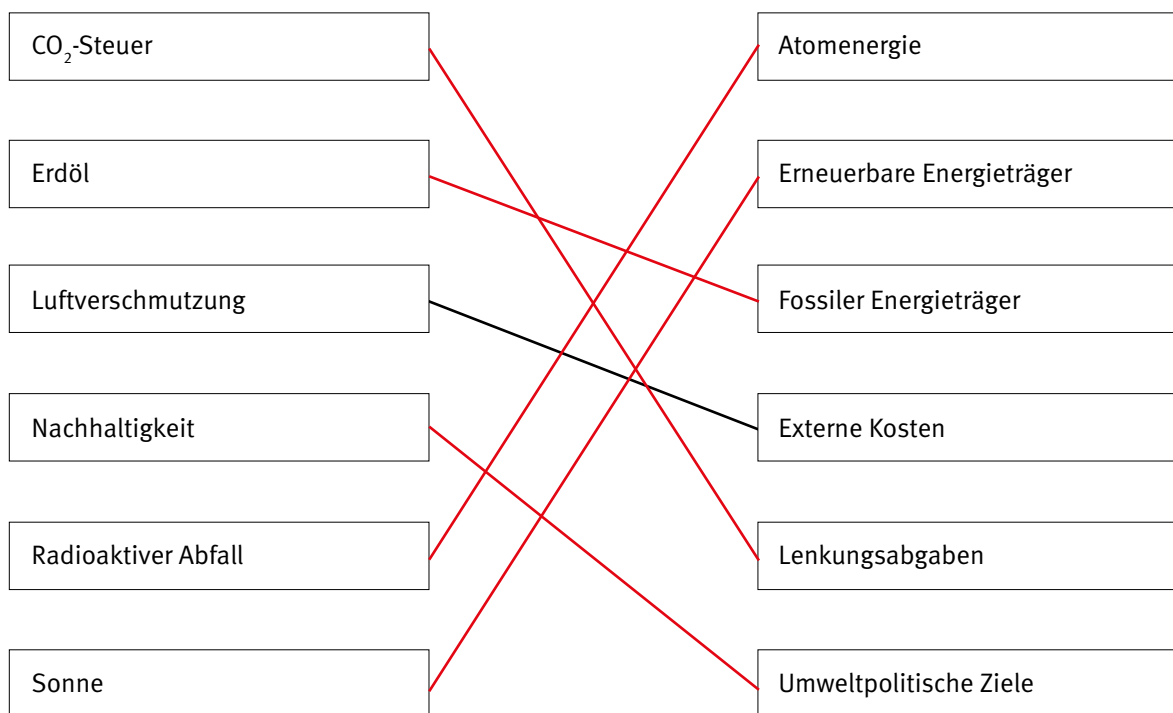 CO₂-Steuer
Atomenergie
Erdöl
Erneuerbare Energieträger
Luftverschmutzung
Fossiler Energieträger
Nachhaltigkeit
Externe Kosten
Radioaktiver Abfall
Lenkungsabgaben
Sonne
Umweltpolitische Ziele